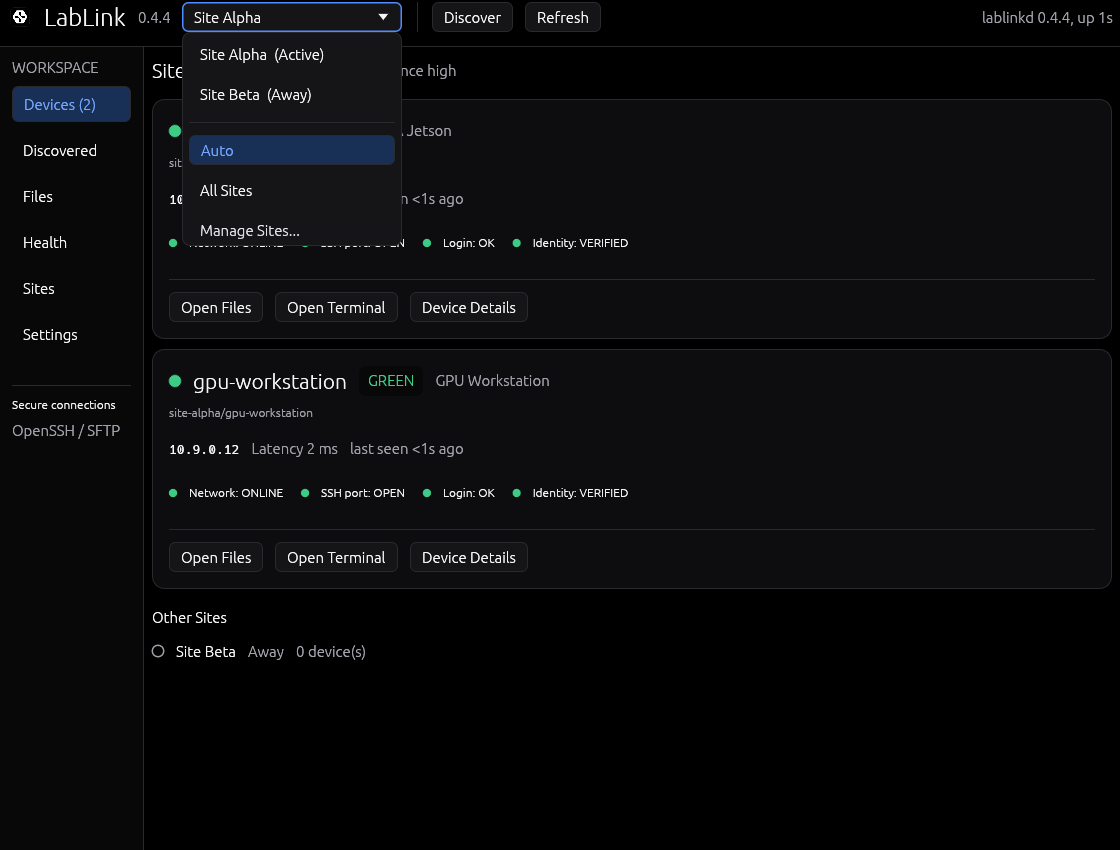 LabLink 0.4.4 Site Alpha Discover Refresh lablinkd 0.4.4, up 1s
WORKSPACE
Devices (2)
Discovered
Files
Health
Sites
Settings
Secure connections
OpenSSH / SFTP
Site Alpha (Active)
Site Beta (Away)
Auto
All Sites
Manage Sites...
Site high
Jetson
<1s ago
Login: OK Identity: VERIFIED
Open Files Open Terminal Device Details
gpu-workstation GREEN GPU Workstation
site-alpha/gpu-workstation
10.9.0.12 Latency 2 ms last seen <1s ago
Network: ONLINE SSH port: OPEN Login: OK Identity: VERIFIED
Open Files Open Terminal Device Details
Other Sites
Site Beta Away 0 device(s)